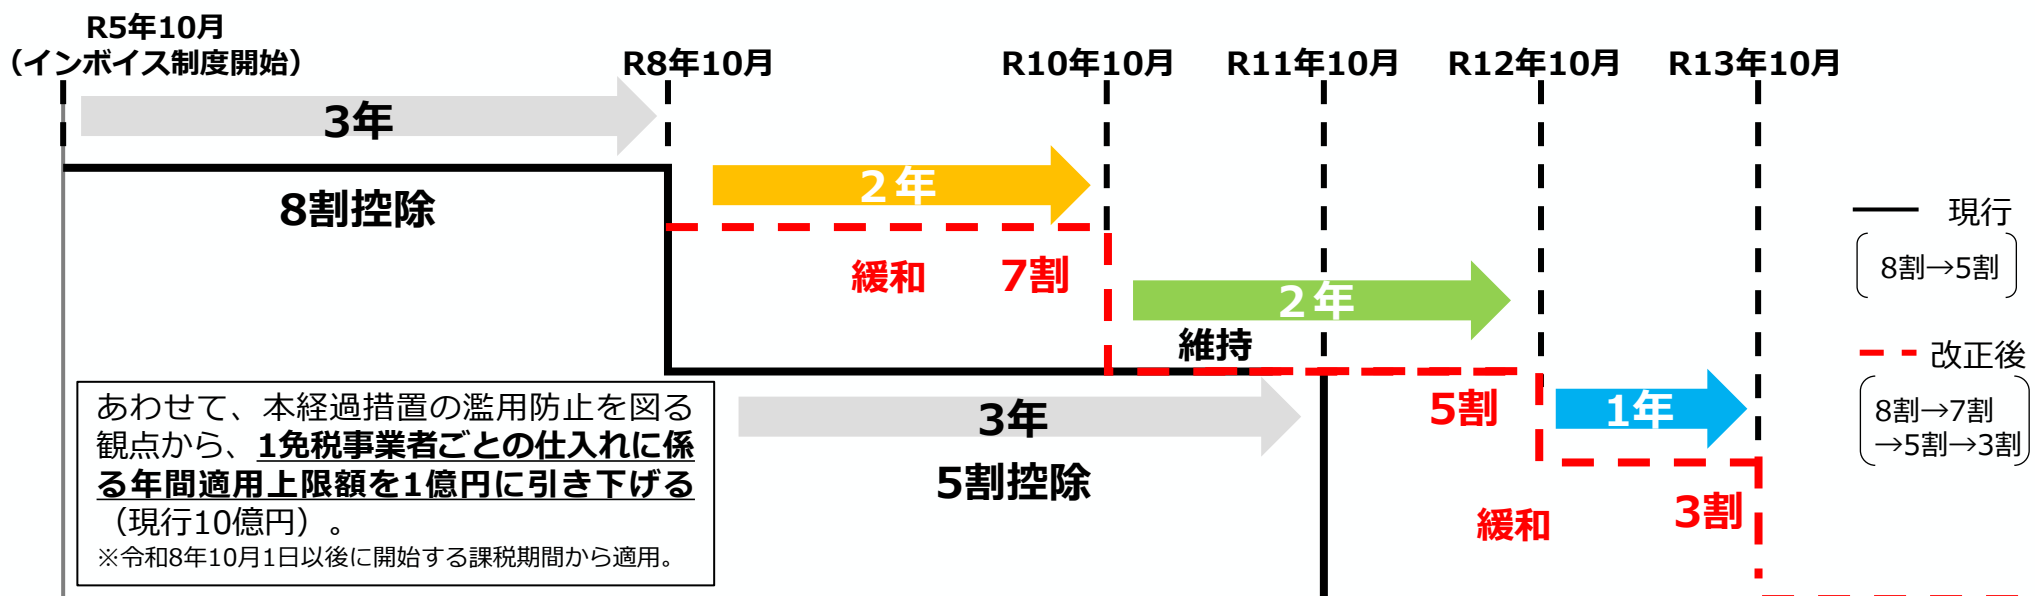 R5年10月
（インボイス制度開始）
R8年10月
R10年10月
R11年10月
R12年10月
R13年10月
3年
8割控除
２年
緩和
7割
２年
維持
5割
1年
緩和
3割
3年
5割控除
現行
8割→5割
改正後
8割→7割
→5割→3割
あわせて、本経過措置の濫用防止を図る
観点から、1免税事業者ごとの仕入れに係
る年間適用上限額を1億円に引き下げる
（現行10億円）。
※令和8年10月1日以後に開始する課税期間から適用。